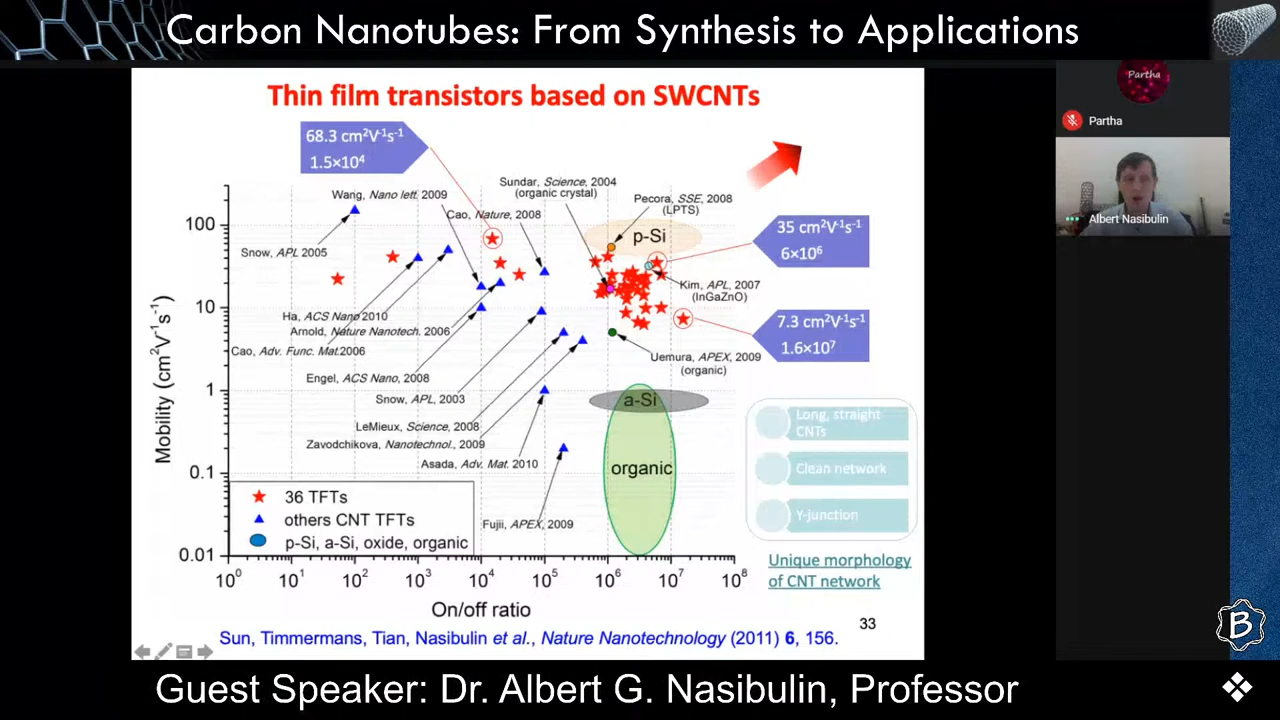 Carbon Nanotubes: From Synthesis to Applications
Thin film transistors based on SWCNTs
68.3 cm²V⁻¹s⁻¹
1.5×10⁴
Wang, Nano lett. 2009
Sundar, Science, 2004
(organic crystal)
Pecora, SSE, 2008
(LPTS)
Cao, Nature, 2008
Snow, APL 2005
p-Si
35 cm²V⁻¹s⁻¹
6×10⁶
Kim, APL, 2007
(InGaZnO)
Ha, ACS Nano 2010
Arnold, Nature Nanotech. 2006
Cao, Adv. Func. Mat.2006
7.3 cm²V⁻¹s⁻¹
1.6×10⁷
Uemura, APEX, 2009
(organic)
Engel, ACS Nano, 2008
Snow, APL, 2003
LeMieux, Science, 2008
Zavodchikova, Nanotechnol., 2009
Asada, Adv. Mat. 2010
Fujii, APEX, 2009
a-Si
organic
Mobility (cm²V⁻¹s⁻¹)
100
10
1
0.1
0.01
36 TFTs
others CNT TFTs
p-Si, a-Si, oxide, organic
10⁰ 10¹ 10² 10³ 10⁴ 10⁵ 10⁶ 10⁷ 10⁸
On/off ratio
Long, straight
CNTs
Clean network
Y-junction
Unique morphology
of CNT network
33
Sun, Timmermans, Tian, Nasibulin et al., Nature Nanotechnology (2011) 6, 156.
Partha
Partha
Albert Nasibulin
B
Guest Speaker: Dr. Albert G. Nasibulin, Professor